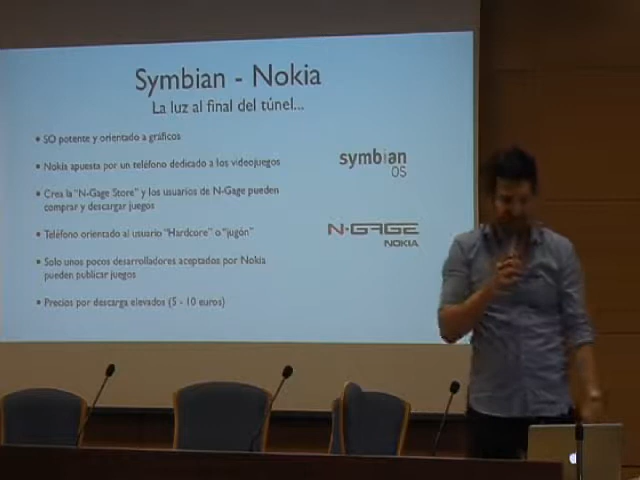 Symbian - Nokia
La luz al final del túnel...
• SO potente y orientado a gráficos
• Nokia apuesta por un teléfono dedicado a los videojuegos
• Crea la "N-Gage Store" y los usuarios de N-Gage pueden
comprar y descargar juegos
• Teléfono orientado al usuario "Hardcore" o "jugón"
• Solo unos pocos desarrolladores aceptados por Nokia
pueden publicar juegos
• Precios por descarga elevados (5 - 10 euros)
symbian
OS
N-GAGE
NOKIA